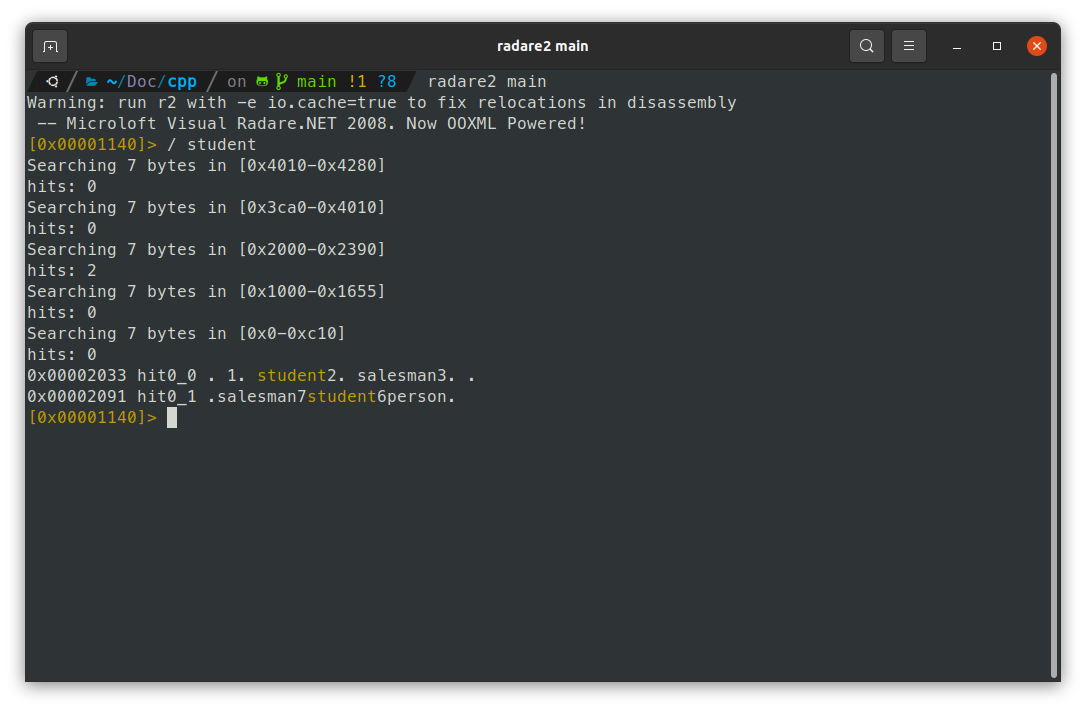 radare2 main
~/Doc/cpp on main !1 ?8 radare2 main
Warning: run r2 with -e io.cache=true to fix relocations in disassembly
 -- Microloft Visual Radare.NET 2008. Now OOXML Powered!
[0x00001140]> / student
Searching 7 bytes in [0x4010-0x4280]
hits: 0
Searching 7 bytes in [0x3ca0-0x4010]
hits: 0
Searching 7 bytes in [0x2000-0x2390]
hits: 2
Searching 7 bytes in [0x1000-0x1655]
hits: 0
Searching 7 bytes in [0x0-0xc10]
hits: 0
0x00002033 hit0_0 . 1. student2. salesman3. .
0x00002091 hit0_1 .salesman7student6person.
[0x00001140]>